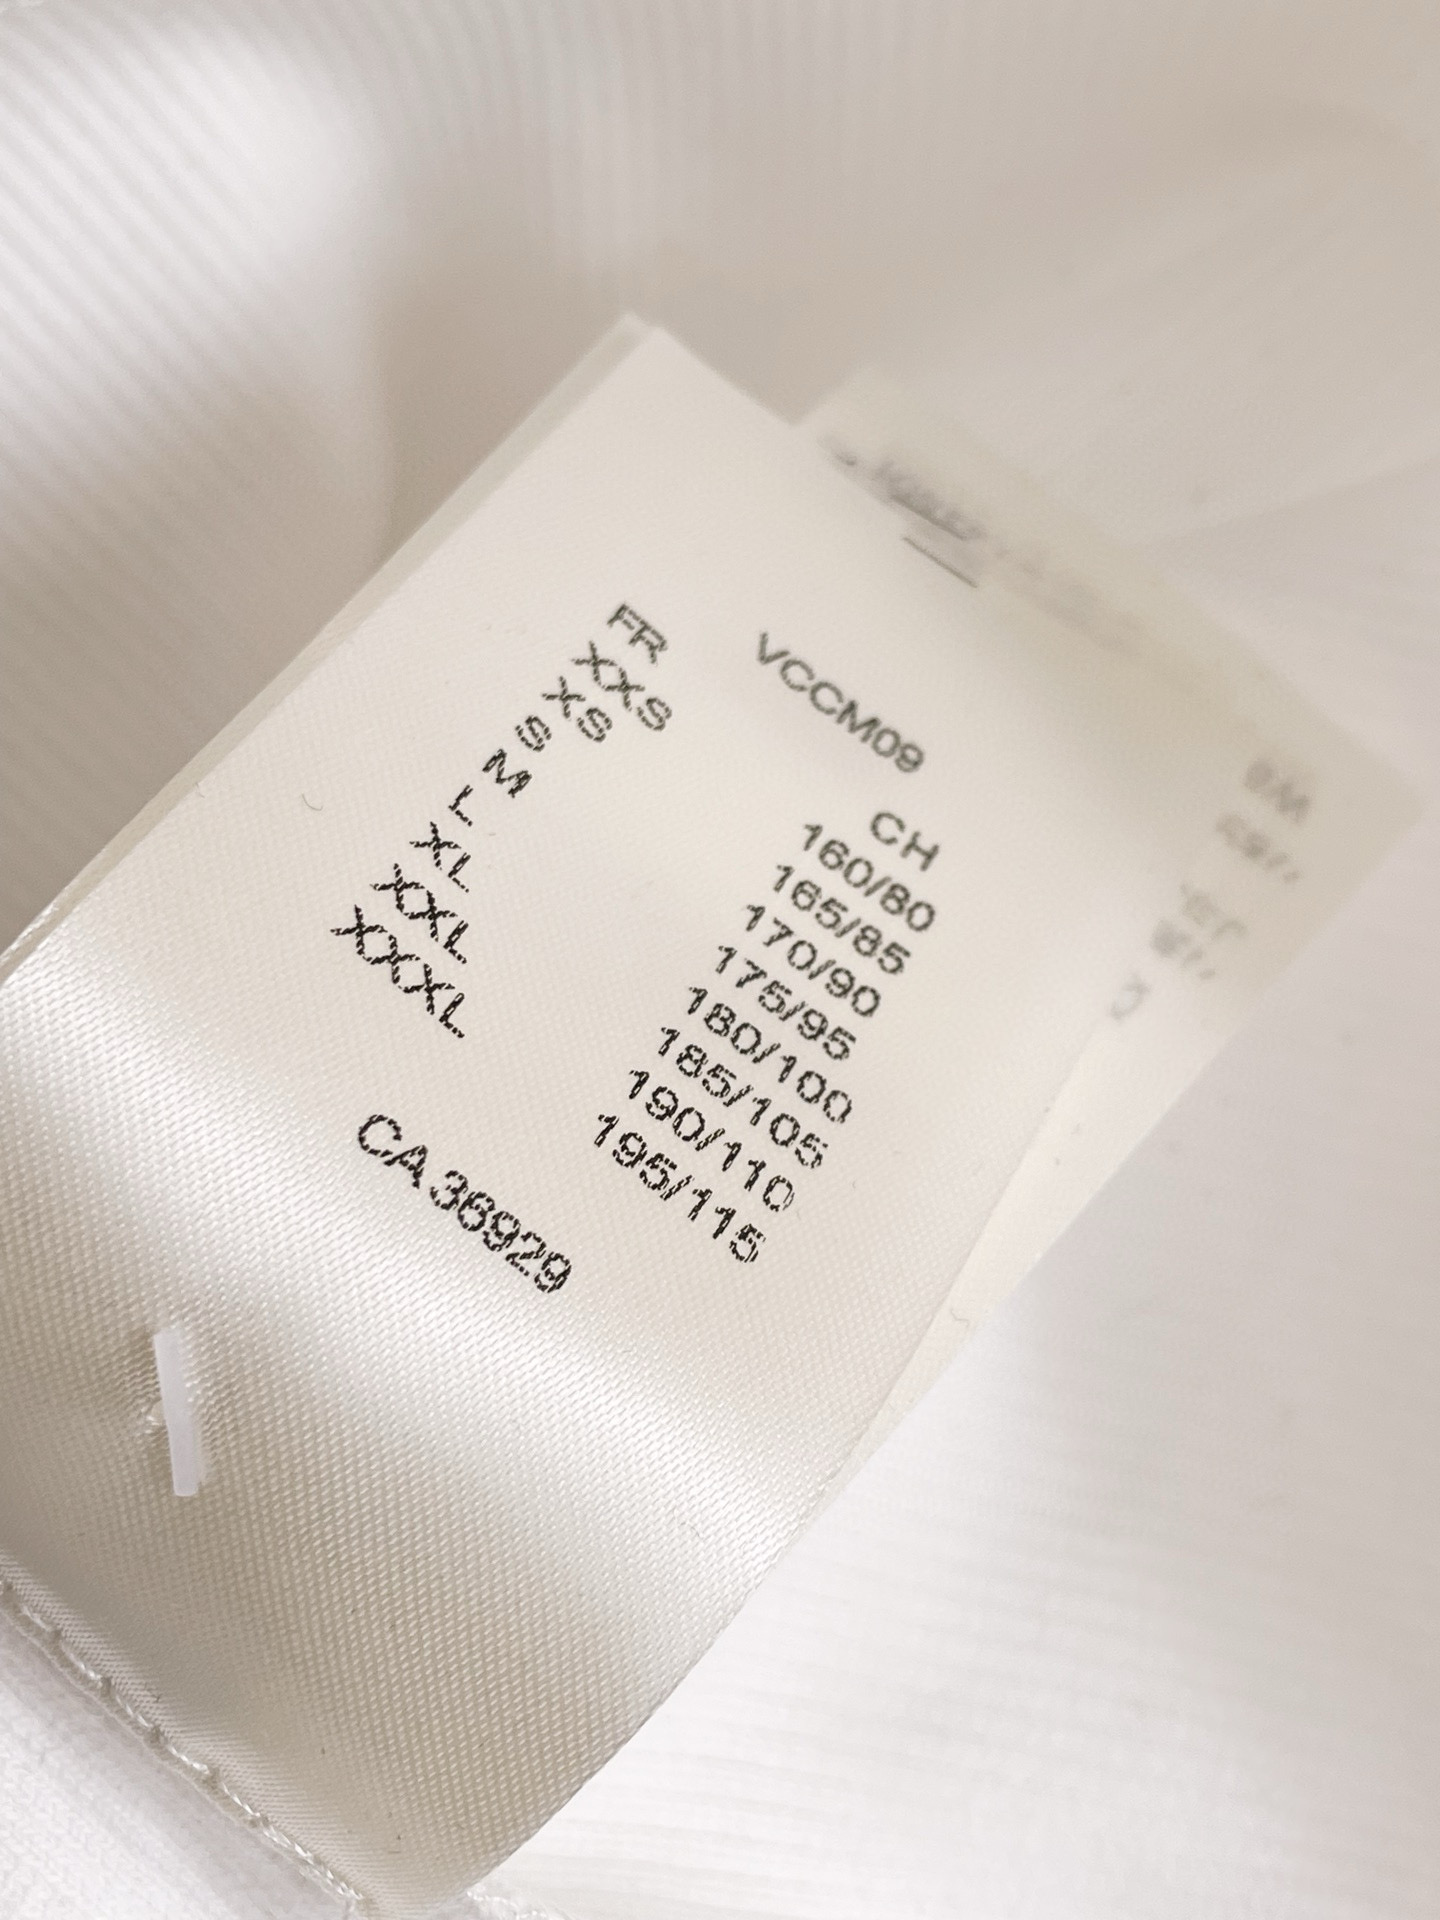 VCCM09
FR CH
XXS 160/80
XS 165/85
S 170/90
M 175/95
L 180/100
XL 185/105
XXL 190/110
XXXL 195/115
CA 36929